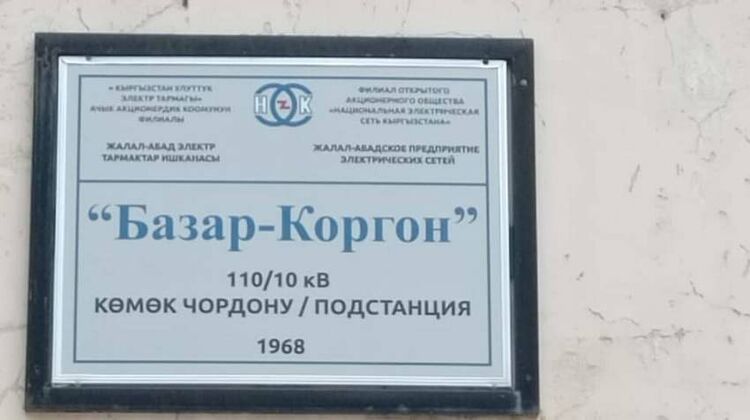 « КЫРГЫЗСТАН УЛУТТУК
ЭЛЕКТР ТАРМАГЫ»
АЧЫК АКЦИОНЕРДИК КООМУНУН
ФИЛИАЛЫ
ЖАЛАЛ-АБАД ЭЛЕКТР
ТАРМАКТАР ИШКАНАСЫ
Н К
ФИЛИАЛ ОТКРЫТОГО
АКЦИОНЕРНОГО ОБЩЕСТВА
«НАЦИОНАЛЬНАЯ ЭЛЕКТРИЧЕСКАЯ
СЕТЬ КЫРГЫЗСТАНА»
ЖАЛАЛ-АБАДСКОЕ ПРЕДПРИЯТИЕ
ЭЛЕКТРИЧЕСКИХ СЕТЕЙ
“Базар-Коргон”
110/10 кВ
КӨМӨК ЧОРДОНУ / ПОДСТАНЦИЯ
1968